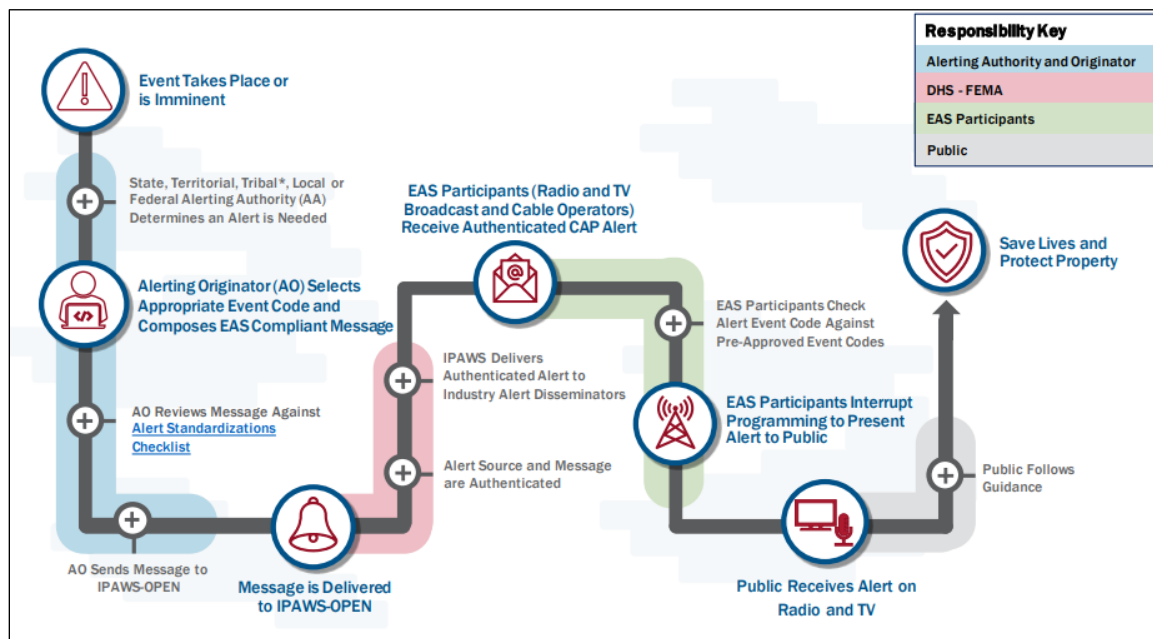 Responsibility Key
Alerting Authority and Originator
DHS - FEMA
EAS Participants
Public
Event Takes Place or
is Imminent
State, Territorial, Tribal*, Local or
Federal Alerting Authority (AA)
Determines an Alert is Needed
Alerting Originator (AO) Selects
Appropriate Event Code and
Composes EAS Compliant Message
AO Reviews Message Against
Alert Standardizations
Checklist
AO Sends Message to
IPAWS-OPEN
Message is Delivered
to IPAWS-OPEN
Alert Source and Message
are Authenticated
IPAWS Delivers
Authenticated Alert to
Industry Alert Disseminators
EAS Participants (Radio and TV
Broadcast and Cable Operators)
Receive Authenticated CAP Alert
EAS Participants Check
Alert Event Code Against
Pre-Approved Event Codes
EAS Participants Interrupt
Programming to Present
Alert to Public
Public Receives Alert on
Radio and TV
Public Follows
Guidance
Save Lives and
Protect Property